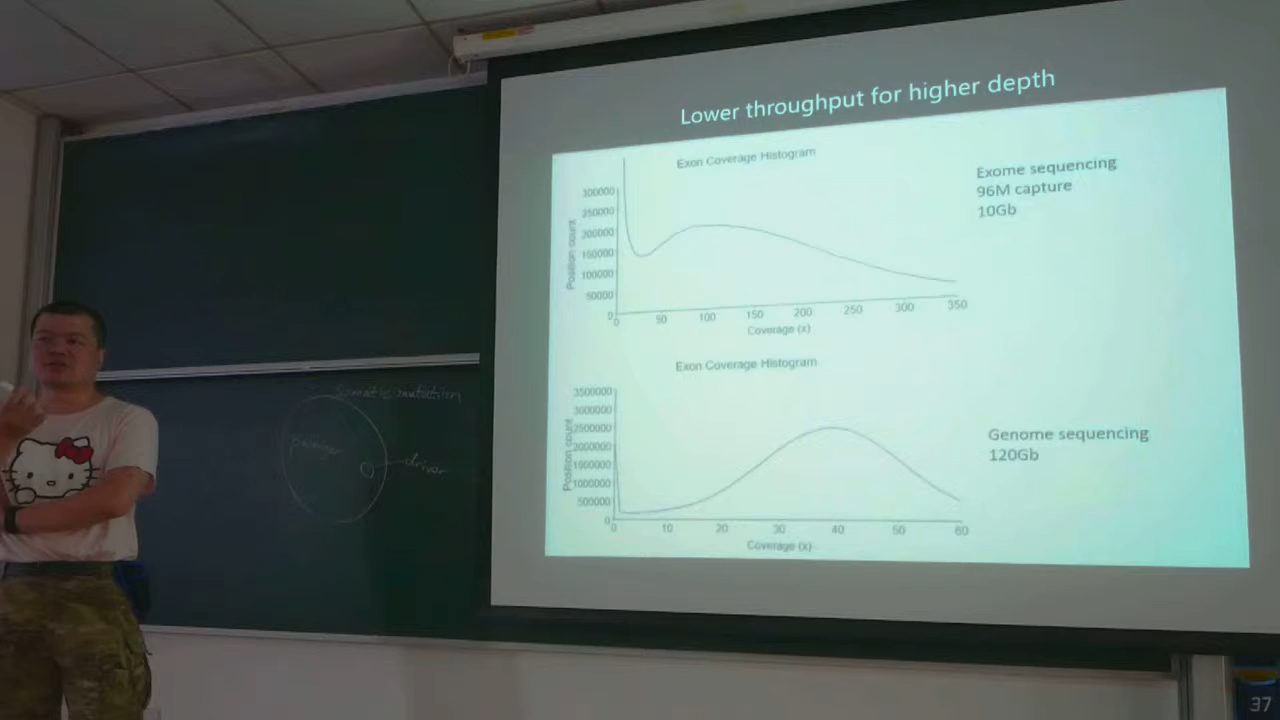 Lower throughput for higher depth
Exon Coverage Histogram
Position count
300000
250000
200000
150000
100000
50000
0
0 50 100 150 200 250 300 350
Coverage (x)
Exome sequencing
96M capture
10Gb
Exon Coverage Histogram
Position count
3500000
3000000
2500000
2000000
1500000
1000000
500000
0
0 10 20 30 40 50 60
Coverage (x)
Genome sequencing
120Gb
somatic mutation
driver
37